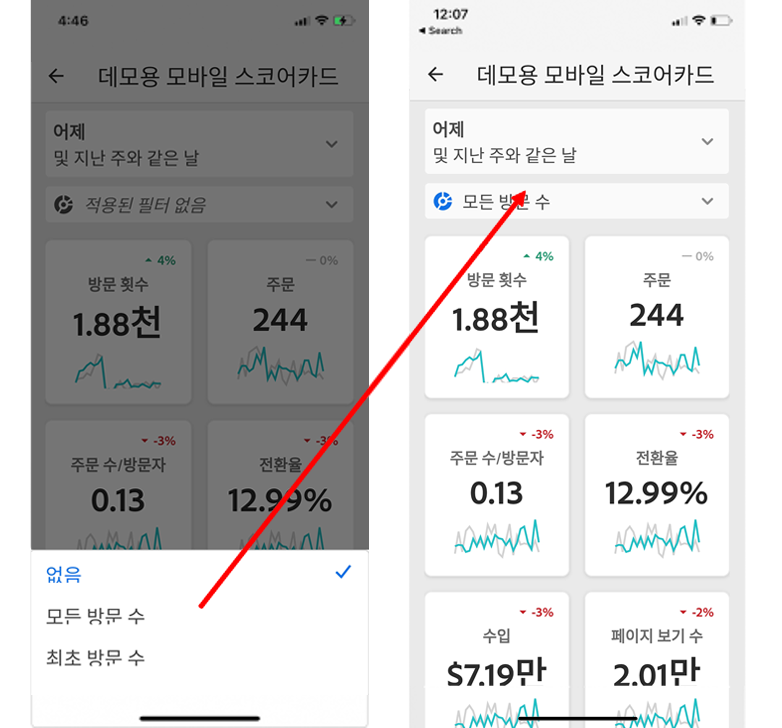 4:46
데모용 모바일 스코어카드
어제
및 지난 주와 같은 날
적용된 필터 없음
4%
방문 횟수
1.88천
0%
주문
244
-3%
주문 수/방문자
0.13
-3%
전환율
12.99%
없음
모든 방문 수
최초 방문 수
12:07
Search
데모용 모바일 스코어카드
어제
및 지난 주와 같은 날
모든 방문 수
4%
방문 횟수
1.88천
0%
주문
244
-3%
주문 수/방문자
0.13
-3%
전환율
12.99%
-3%
수입
$7.19만
-2%
페이지 보기 수
2.01만